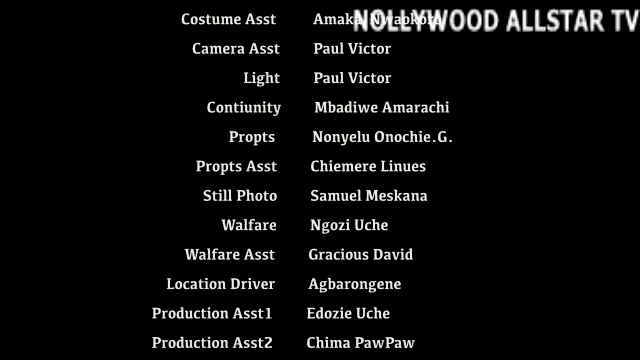 NOLLYWOOD ALLSTAR TV
Costume Asst Amaka Nwaokoro
Camera Asst Paul Victor
Light Paul Victor
Contiunity Mbadiwe Amarachi
Propts Nonyelu Onochie.G.
Propts Asst Chiemere Linues
Still Photo Samuel Meskana
Walfare Ngozi Uche
Walfare Asst Gracious David
Location Driver Agbarongene
Production Asst1 Edozie Uche
Production Asst2 Chima PawPaw